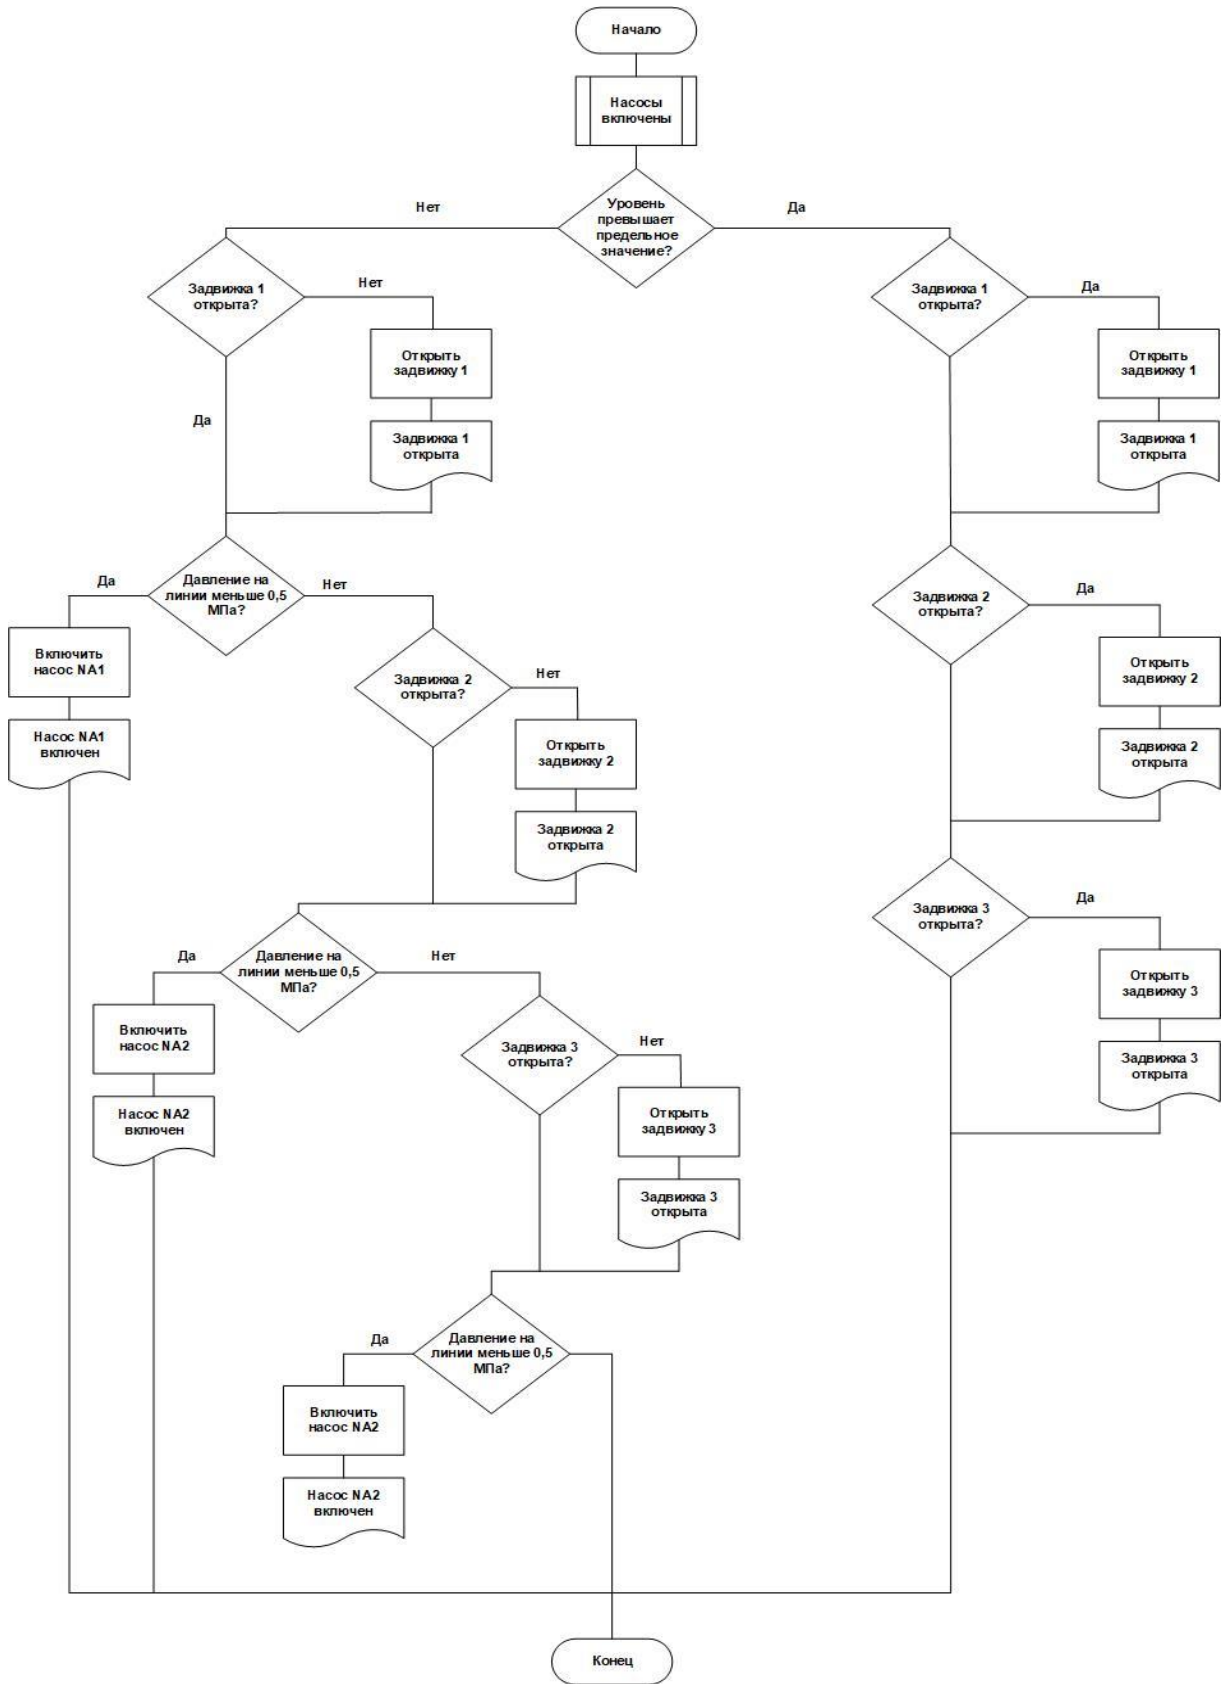 Начало
Насосы
включены
Уровень
превышает
предельное
значение?
Нет
Да
Задвижка 1
открыта?
Нет
Открыть
задвижку 1
Задвижка 1
открыта
Да
Задвижка 1
открыта?
Да
Открыть
задвижку 1
Задвижка 1
открыта
Давление на
линии меньше 0,5
МПа?
Да
Нет
Включить
насос NA1
Насос NA1
включен
Задвижка 2
открыта?
Нет
Открыть
задвижку 2
Задвижка 2
открыта
Задвижка 2
открыта?
Да
Открыть
задвижку 2
Задвижка 2
открыта
Давление на
линии меньше 0,5
МПа?
Да
Нет
Включить
насос NA2
Насос NA2
включен
Задвижка 3
открыта?
Нет
Открыть
задвижку 3
Задвижка 3
открыта
Задвижка 3
открыта?
Да
Открыть
задвижку 3
Задвижка 3
открыта
Давление на
линии меньше 0,5
МПа?
Да
Включить
насос NA2
Насос NA2
включен
Конец